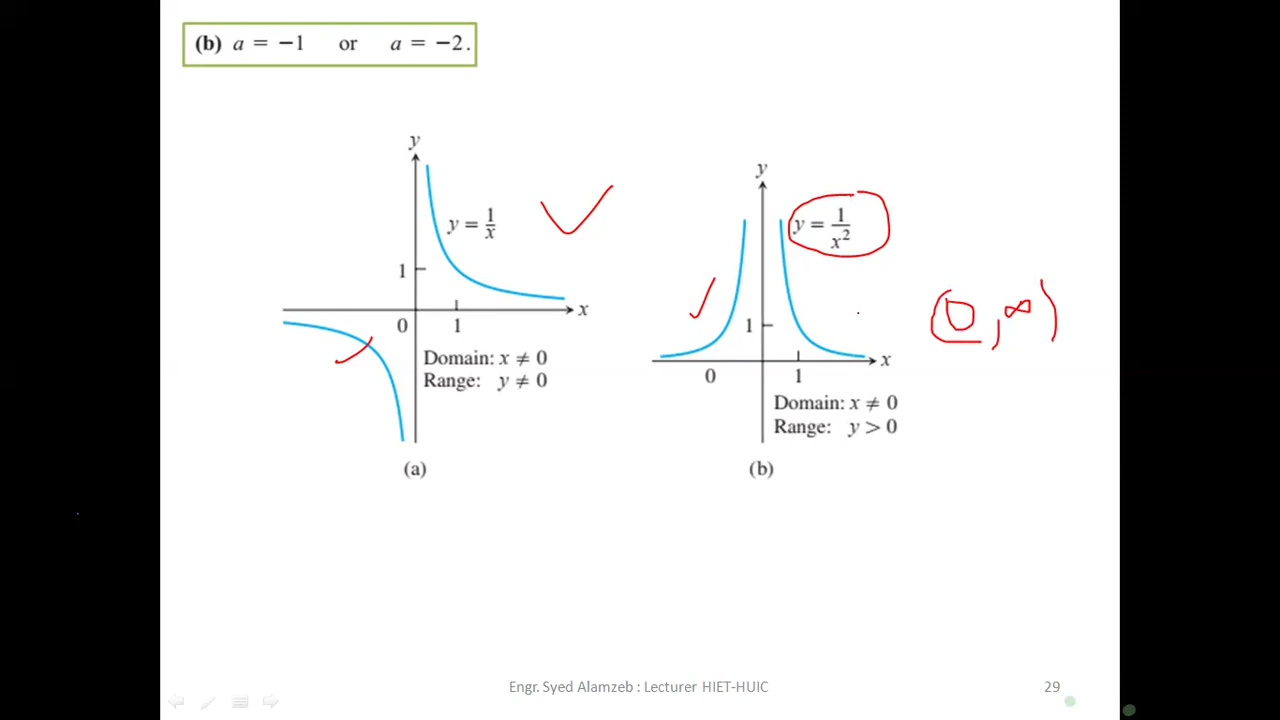 (b) a = −1 or a = −2.
y
y = 1/x
1
0
1
x
Domain: x ≠ 0
Range: y ≠ 0
(a)
y
y = 1/x²
1
0
1
x
Domain: x ≠ 0
Range: y > 0
(b)
(0, ∞)
Engr. Syed Alamzeb : Lecturer HIET-HUIC
29